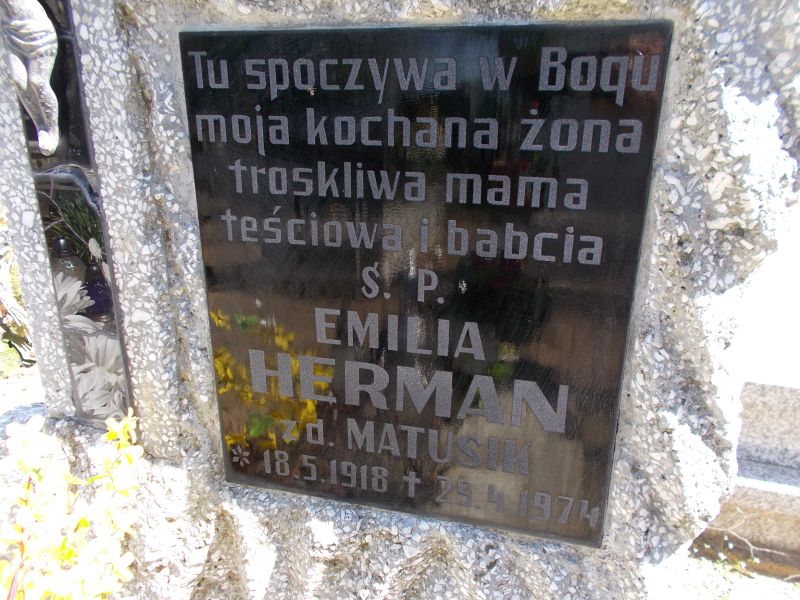 Tu spoczywa w Bogu
moja kochana żona
troskliwa mama
teściowa i babcia
Ś. P.
EMILIA
HERMAN
z d. MATUSIK
* 18.5.1918 † 29.4.1974